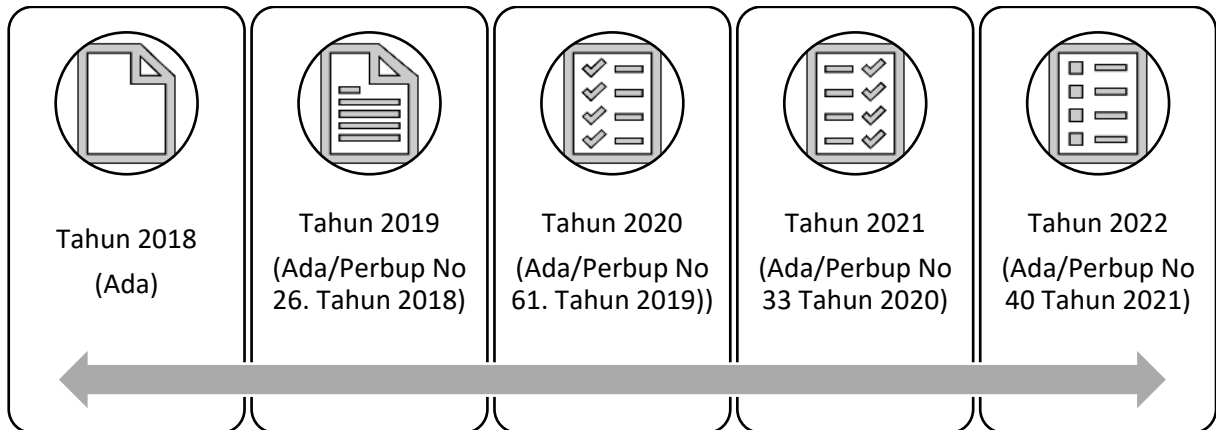 Tahun 2018
(Ada)
Tahun 2019
(Ada/Perbup No
26. Tahun 2018)
Tahun 2020
(Ada/Perbup No
61. Tahun 2019))
Tahun 2021
(Ada/Perbup No
33 Tahun 2020)
Tahun 2022
(Ada/Perbup No
40 Tahun 2021)